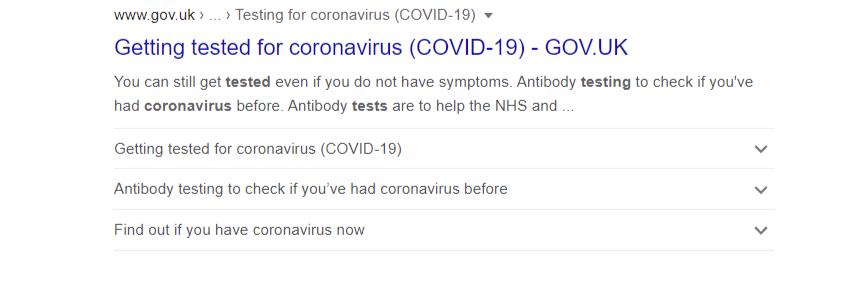 www.gov.uk › ... › Testing for coronavirus (COVID-19)
Getting tested for coronavirus (COVID-19) - GOV.UK
You can still get tested even if you do not have symptoms. Antibody testing to check if you've
had coronavirus before. Antibody tests are to help the NHS and ...
Getting tested for coronavirus (COVID-19)
Antibody testing to check if you’ve had coronavirus before
Find out if you have coronavirus now